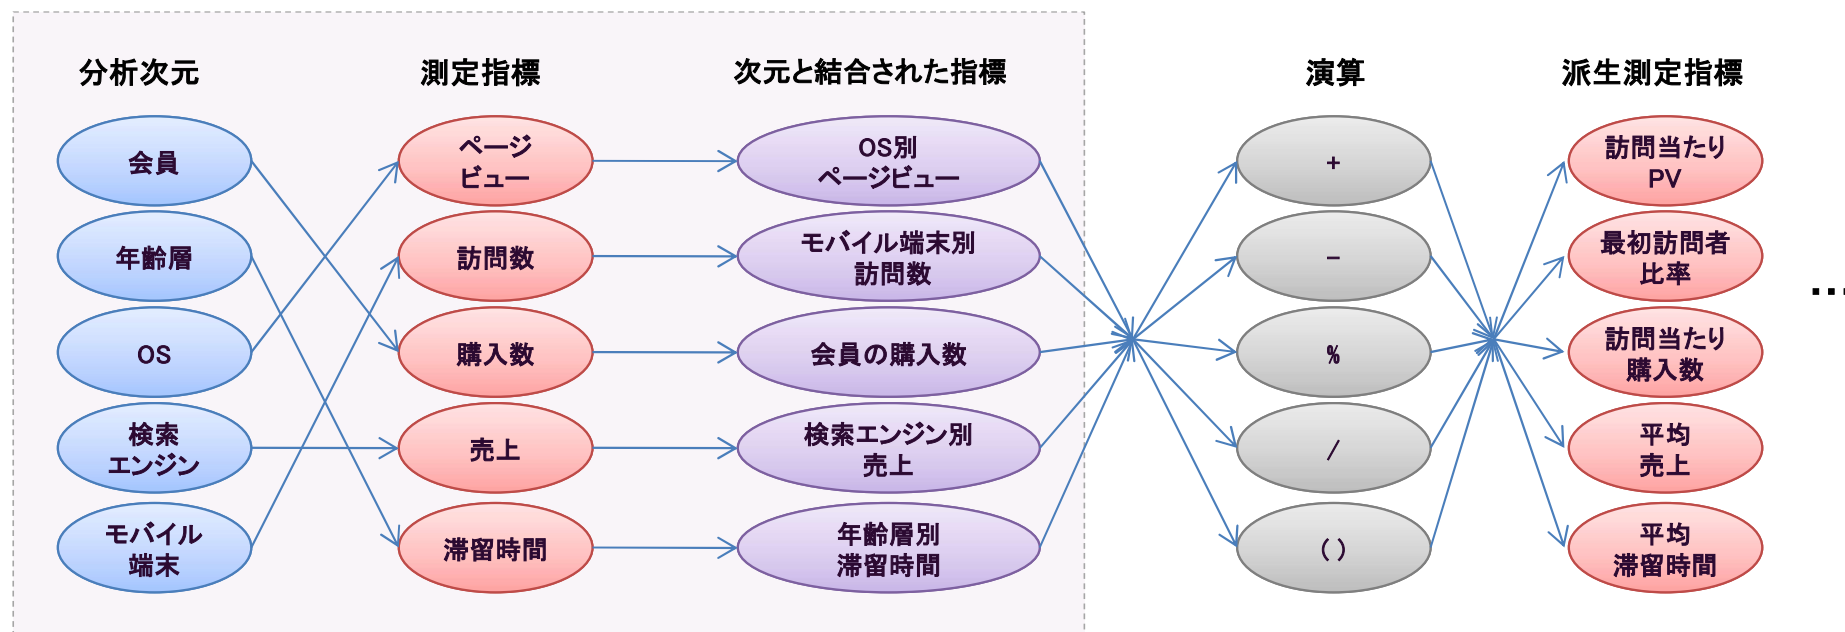 分析次元
測定指標
次元と結合された指標
演算
派生測定指標
会員
年齢層
OS
検索
エンジン
モバイル
端末
ページ
ビュー
訪問数
購入数
売上
滞留時間
OS別
ページビュー
モバイル端末別
訪問数
会員の購入数
検索エンジン別
売上
年齢層別
滞留時間
+
−
%
/
( )
訪問当たり
PV
最初訪問者
比率
訪問当たり
購入数
平均
売上
平均
滞留時間
…